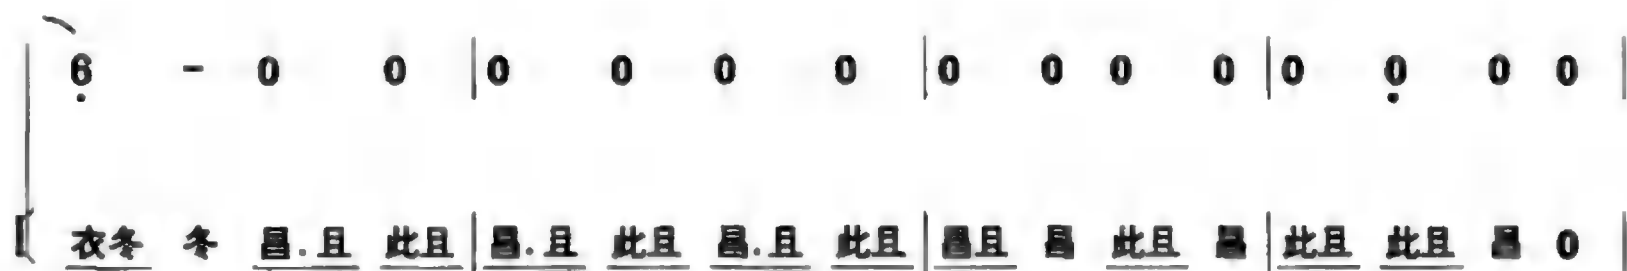 6 - 0 0 | 0 0 0 0 | 0 0 0 0 | 0 0 0 0 |
衣冬 冬 昌.且 此且 | 昌.且 此且 昌.且 此且 | 昌且 昌 此且 昌 | 此且 此且 昌 0 |